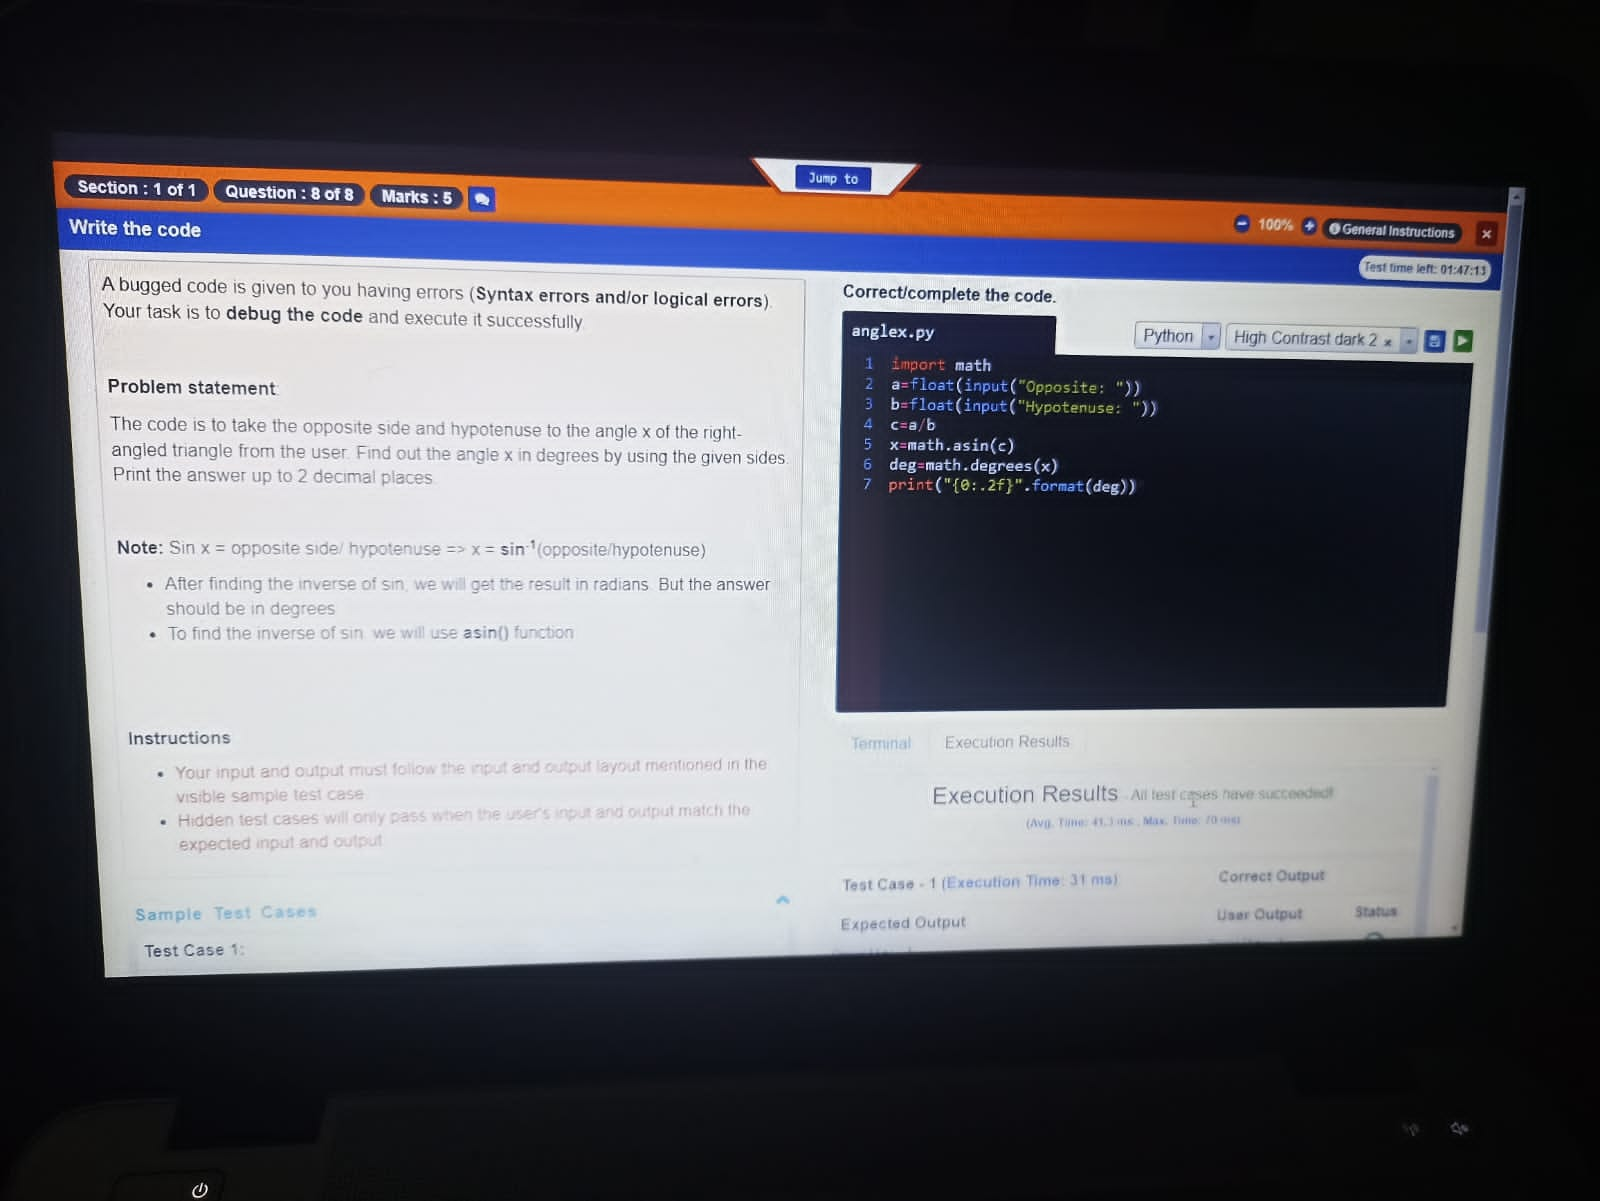 Jump to
Section : 1 of 1 Question : 8 of 8 Marks : 5
100% General Instructions ×
Write the code
Test time left: 01:47:13
A bugged code is given to you having errors (Syntax errors and/or logical errors).
Your task is to debug the code and execute it successfully
Problem statement
The code is to take the opposite side and hypotenuse to the angle x of the right-
angled triangle from the user. Find out the angle x in degrees by using the given sides.
Print the answer up to 2 decimal places.
Note: Sin x = opposite side/ hypotenuse => x = sin⁻¹(opposite/hypotenuse)
• After finding the inverse of sin, we will get the result in radians. But the answer
should be in degrees
• To find the inverse of sin we will use asin() function
Instructions
• Your input and output must follow the input and output layout mentioned in the
visible sample test case
• Hidden test cases will only pass when the user's input and output match the
expected input and output
Sample Test Cases
Test Case 1:
Correct/complete the code.
anglex.py
Python High Contrast dark 2 ×
1 import math
2 a=float(input("Opposite: "))
3 b=float(input("Hypotenuse: "))
4 c=a/b
5 x=math.asin(c)
6 deg=math.degrees(x)
7 print("{0:.2f}".format(deg))
Terminal Execution Results
Execution Results - All test cases have succeeded!
(Avg. Time: 41.3 ms, Max. Time: 70 ms)
Test Case - 1 (Execution Time: 31 ms) Correct Output
Expected Output User Output Status